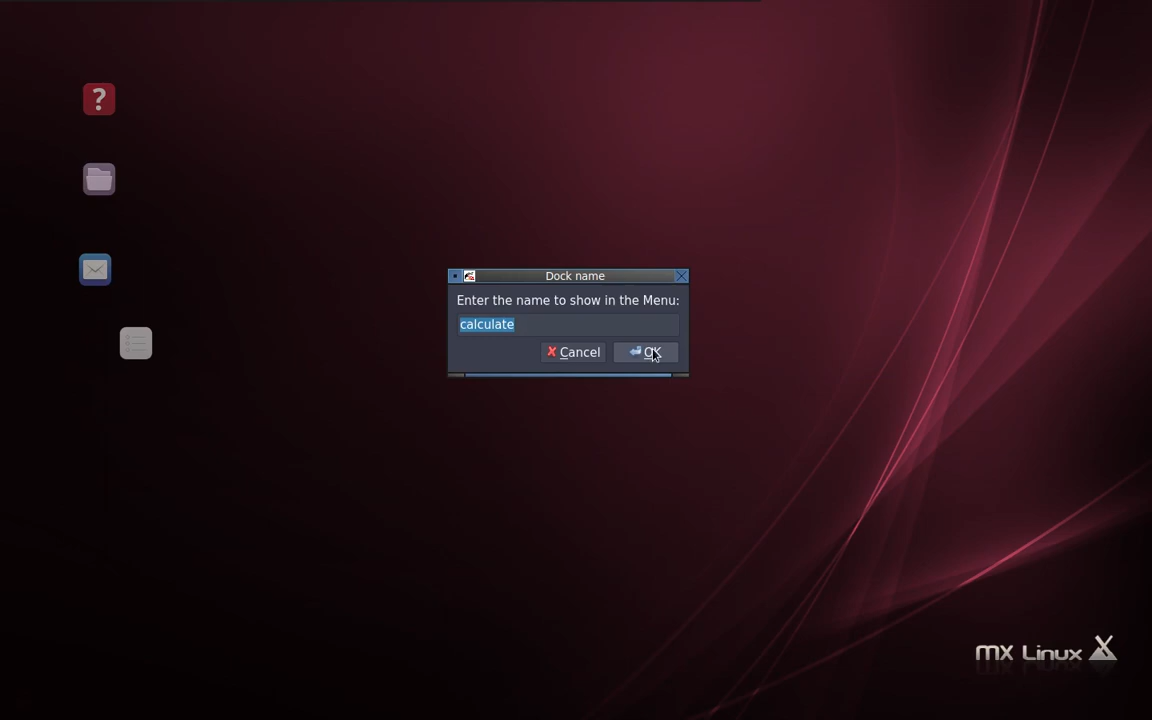 ?
Dock name
Enter the name to show in the Menu:
calculate
Cancel
OK
MX Linux